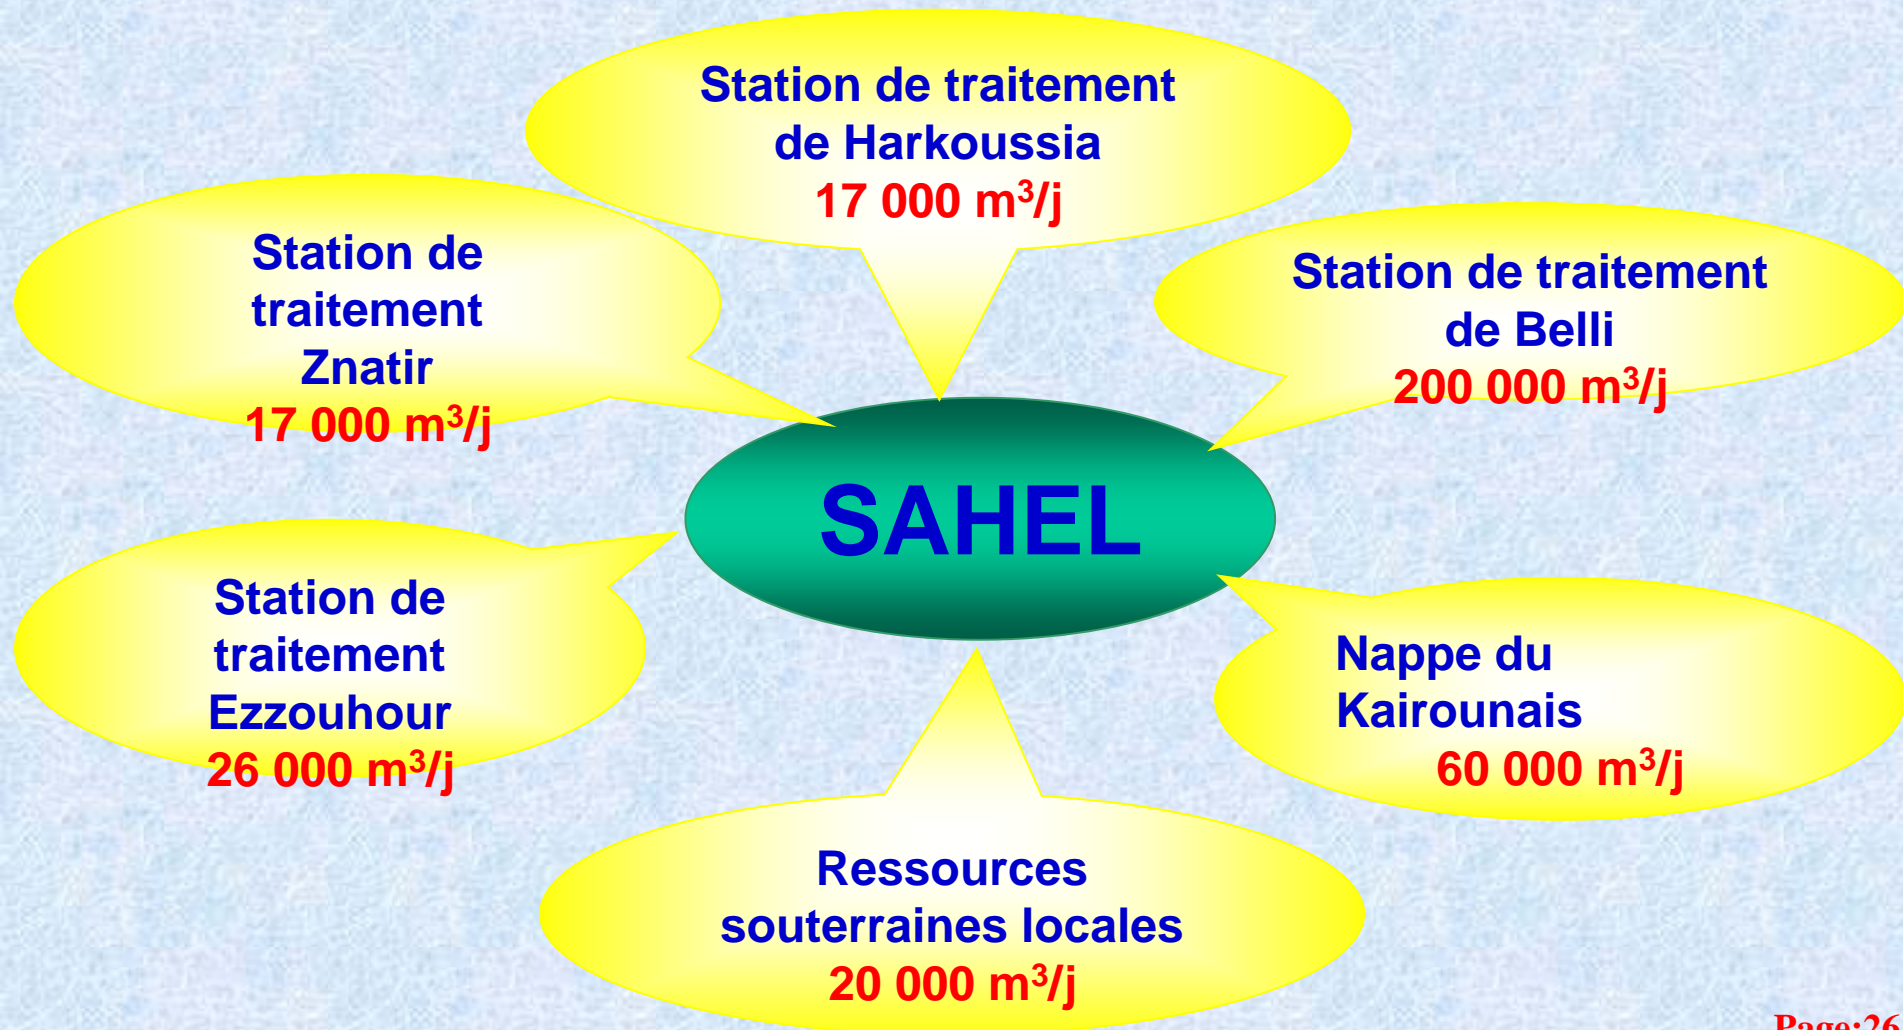 Station de traitement
de Harkoussia
17 000 m³/j
Station de
traitement
Znatir
17 000 m³/j
Station de traitement
de Belli
200 000 m³/j
SAHEL
Station de
traitement
Ezzouhour
26 000 m³/j
Nappe du
Kairounais
60 000 m³/j
Ressources
souterraines locales
20 000 m³/j
Page:26